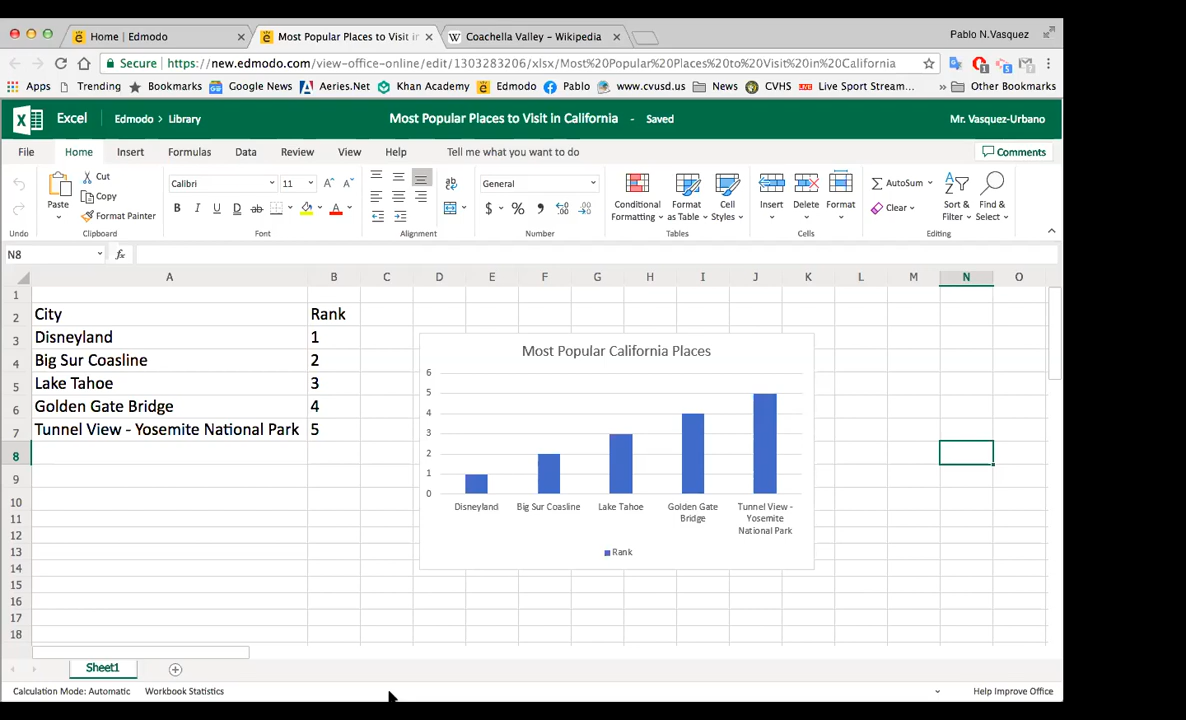 Home | Edmodo
Most Popular Places to Visit in
Coachella Valley - Wikipedia
Pablo N.Vasquez
Secure
https://new.edmodo.com/view-office-online/edit/1303283206/xlsx/Most%20Popular%20Places%20to%20Visit%20in%20California
Apps
Trending
Bookmarks
Google News
Aeries.Net
Khan Academy
Edmodo
Pablo
www.cvusd.us
News
CVHS
Live Sport Stream...
»
Other Bookmarks
Excel
Edmodo > Library
Most Popular Places to Visit in California - Saved
Mr. Vasquez-Urbano
File
Home
Insert
Formulas
Data
Review
View
Help
Tell me what you want to do
Comments
Undo
Paste
Cut
Copy
Format Painter
Clipboard
Calibri
11
B I U D ab
A
Font
ab
Alignment
General
$ % ,
Number
Conditional
Formatting
Format
as Table
Cell
Styles
Tables
Insert
Delete
Format
Cells
AutoSum
Clear
Sort &
Filter
Find &
Select
Editing
N8
fx
A B C D E F G H I J K L M N O
1
2 City Rank
3 Disneyland 1
4 Big Sur Coasline 2
5 Lake Tahoe 3
6 Golden Gate Bridge 4
7 Tunnel View - Yosemite National Park 5
8
9
10
11
12
13
14
15
16
17
18
Most Popular California Places
6
5
4
3
2
1
0
Disneyland
Big Sur Coasline
Lake Tahoe
Golden Gate
Bridge
Tunnel View -
Yosemite
National Park
Rank
Sheet1
Calculation Mode: Automatic
Workbook Statistics
Help Improve Office